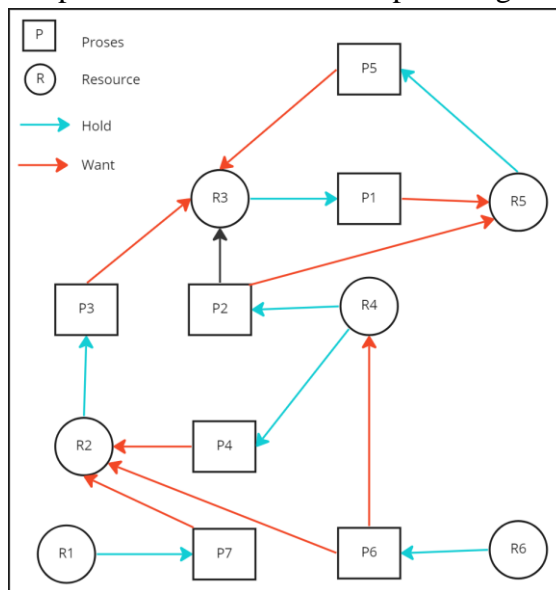 P Proses
R Resource
Hold
Want
P5
R3
P1
R5
P3
P2
R4
R2
P4
R1
P7
P6
R6